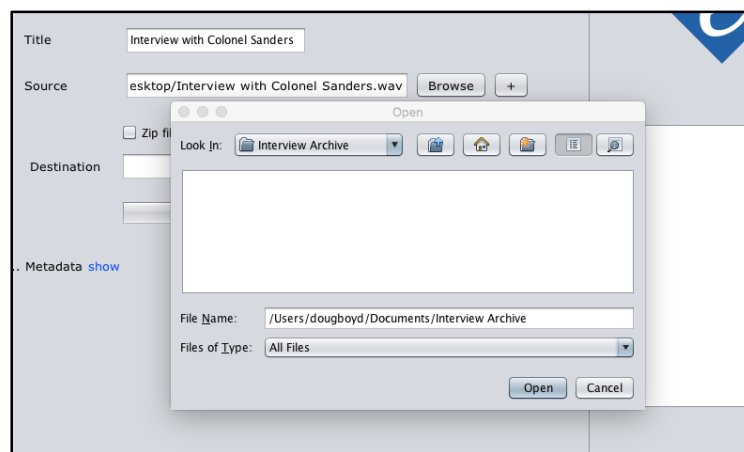 Title Interview with Colonel Sanders
Source esktop/Interview with Colonel Sanders.wav Browse +
Open
Zip fil
Look In: Interview Archive
Destination
.. Metadata show
File Name: /Users/dougboyd/Documents/Interview Archive
Files of Type: All Files
Open Cancel